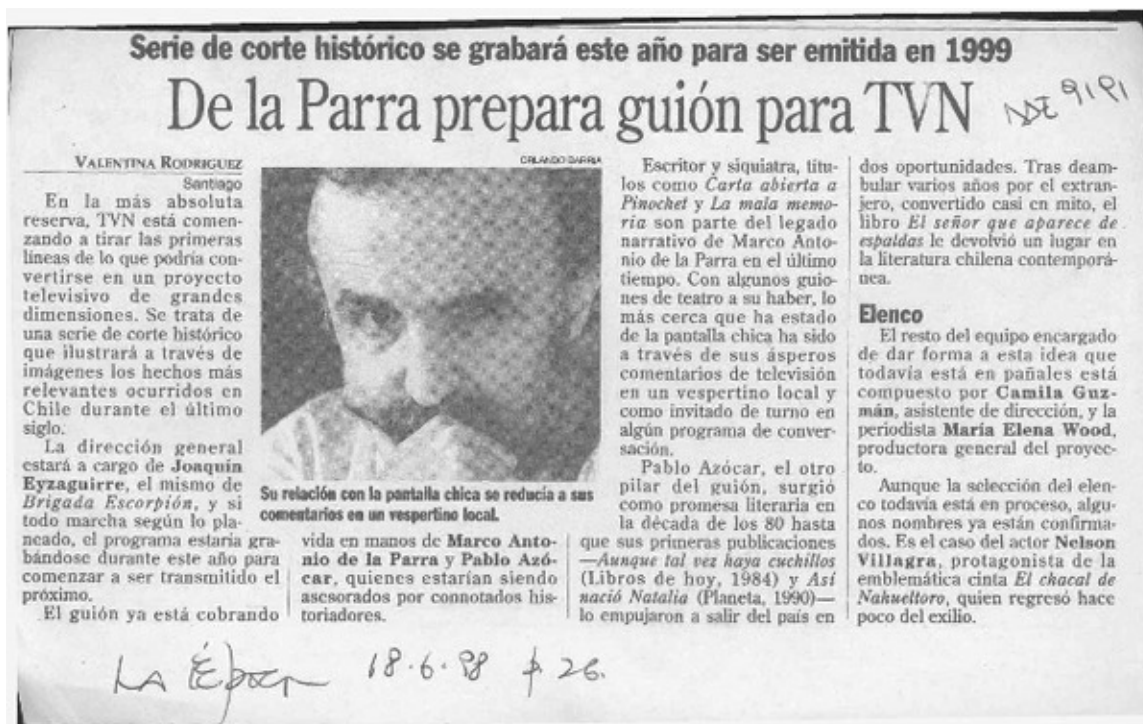 Serie de corte histórico se grabará este año para ser emitida en 1999
De la Parra prepara guión para TVN
9191
VALENTINA RODRIGUEZ
Santiago
En la más absoluta
reserva, TVN está comen-
zando a tirar las primeras
líneas de lo que podría con-
vertirse en un proyecto
televisivo de grandes
dimensiones. Se trata de
una serie de corte histórico
que ilustrará a través de
imágenes los hechos más
relevantes ocurridos en
Chile durante el último
siglo.
La dirección general
estará a cargo de Joaquín
Eyzaguirre, el mismo de
Brigada Escorpión, y si
todo marcha según lo pla-
neado, el programa estaría gra-
bándose durante este año para
comenzar a ser transmitido el
próximo.
El guión ya está cobrando
ORLANDO BARRIA
Su relación con la pantalla chica se reducía a sus
comentarios en un vespertino local.
vida en manos de Marco Anto-
nio de la Parra y Pablo Azó-
car, quienes estarían siendo
asesorados por connotados his-
toriadores.
Escritor y siquiatra, títu-
los como Carta abierta a
Pinochet y La mala memo-
ria son parte del legado
narrativo de Marco Anto-
nio de la Parra en el último
tiempo. Con algunos guio-
nes de teatro a su haber, lo
más cerca que ha estado
de la pantalla chica ha sido
a través de sus ásperos
comentarios de televisión
en un vespertino local y
como invitado de turno en
algún programa de conver-
sación.
Pablo Azócar, el otro
pilar del guión, surgió
como promesa literaria en
la década de los 80 hasta
que sus primeras publicaciones
—Aunque tal vez haya cuchillos
(Libros de hoy, 1984) y Así
nació Natalia (Planeta, 1990)—
lo empujaron a salir del país en
dos oportunidades. Tras deam-
bular varios años por el extran-
jero, convertido casi en mito, el
libro El señor que aparece de
espaldas le devolvió un lugar en
la literatura chilena contemporá-
nea.
Elenco
El resto del equipo encargado
de dar forma a esta idea que
todavía está en pañales está
compuesto por Camila Guz-
mán, asistente de dirección, y la
periodista María Elena Wood,
productora general del proyec-
to.
Aunque la selección del elen-
co todavía está en proceso, algu-
nos nombres ya están confirma-
dos. Es el caso del actor Nelson
Villagra, protagonista de la
emblemática cinta El chacal de
Nahueltoro, quien regresó hace
poco del exilio.
La Época 18.6.98 p 26.